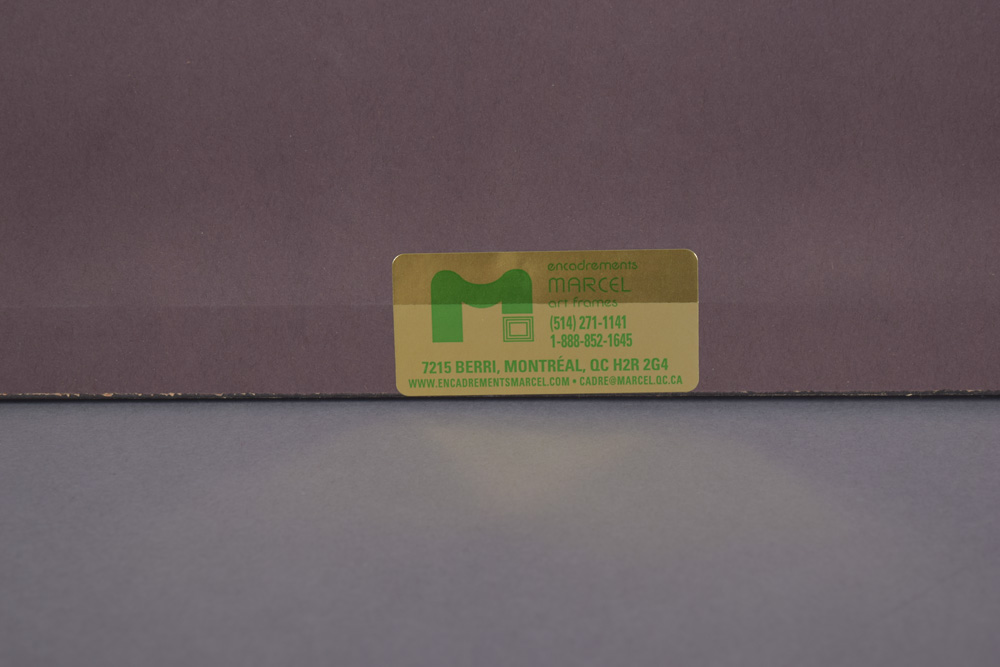 M
encadrements
MARCEL
art frames
(514) 271-1141
1-888-852-1645
7215 BERRI, MONTRÉAL, QC H2R 2G4
WWW.ENCADREMENTSMARCEL.COM • CADRE@MARCEL.QC.CA